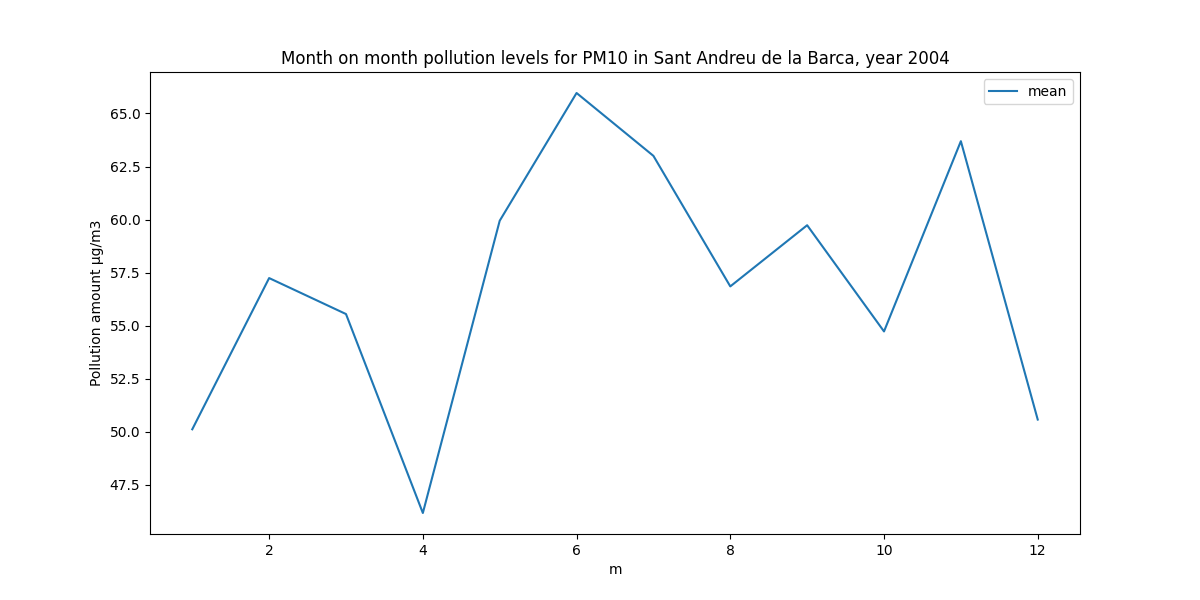 Month on month pollution levels for PM10 in Sant Andreu de la Barca, year 2004
mean
65.0
62.5
60.0
57.5
55.0
52.5
50.0
47.5
Pollution amount µg/m3
2 4 6 8 10 12
m